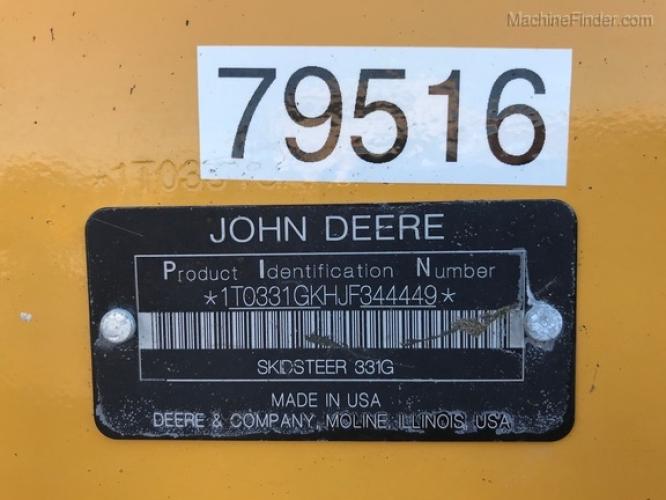 MachineFinder.com
79516
JOHN DEERE
Product Identification Number
*1T0331GKHJF344449*
SKIDSTEER 331G
MADE IN USA
DEERE & COMPANY, MOLINE, ILLINOIS, USA